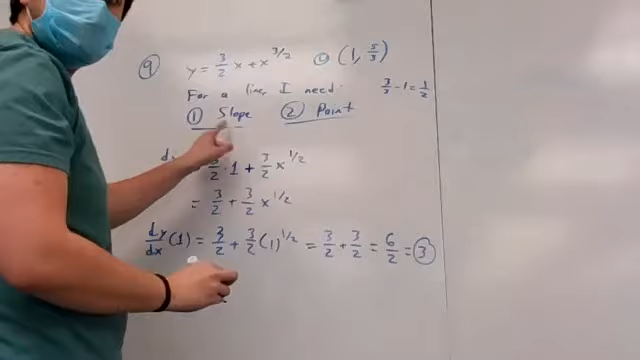 9 y = 3/2 x + x^3/2 @ (1, 5/3)
For a line, I need:
3/2 - 1 = 1/2
① Slope ② Point
= 3/2 · 1 + 3/2 x^1/2
= 3/2 + 3/2 x^1/2
dy/dx (1) = 3/2 + 3/2 (1)^1/2 = 3/2 + 3/2 = 6/2 = 3